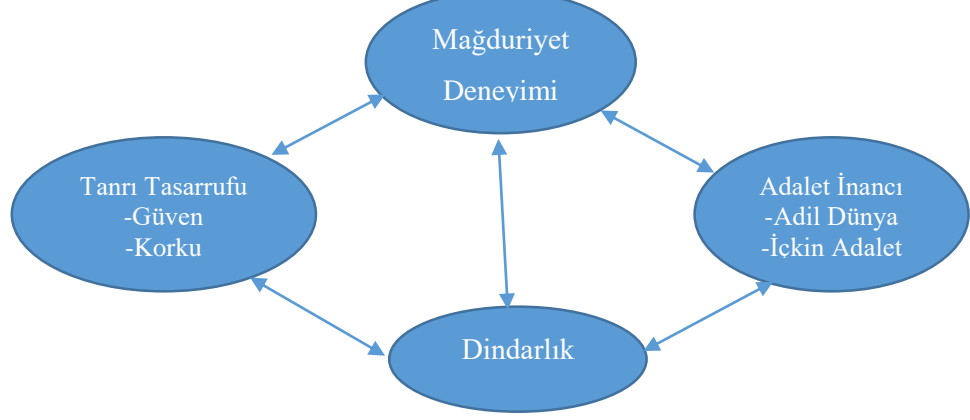 Mağduriyet
Deneyimi
Tanrı Tasarrufu
-Güven
-Korku
Adalet İnancı
-Adil Dünya
-İçkin Adalet
Dindarlık